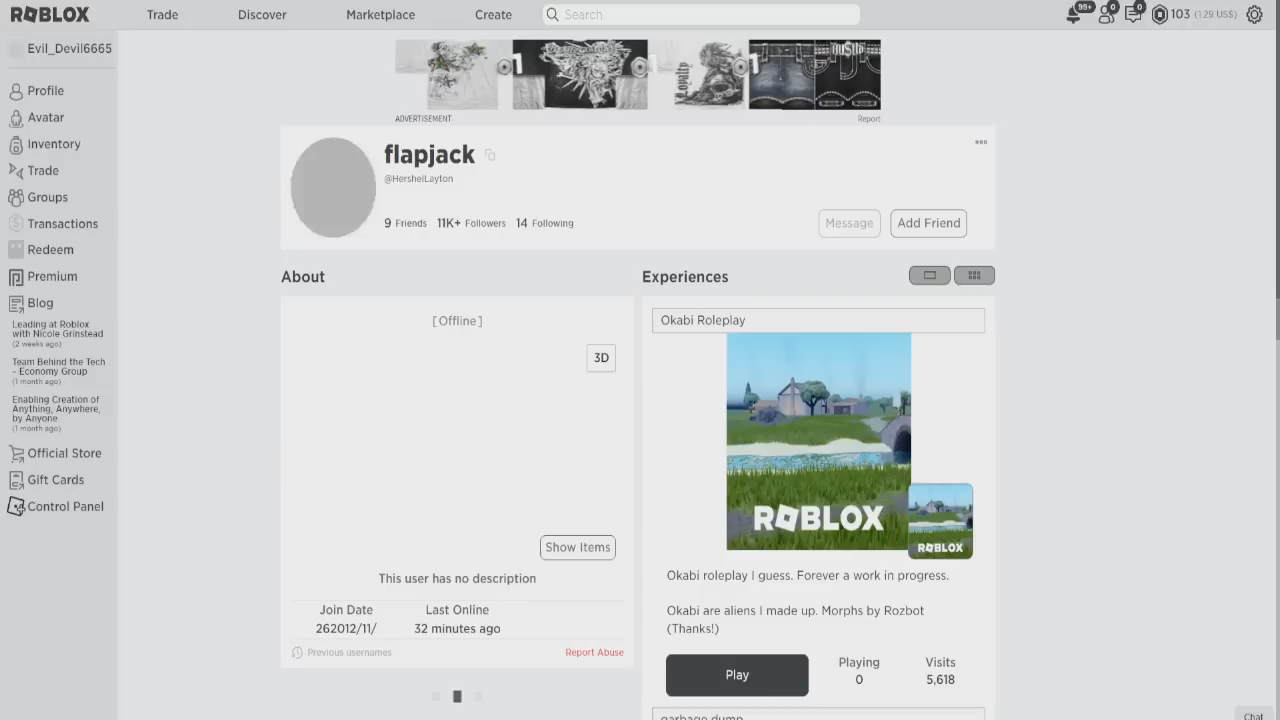 ROBLOX
Trade
Discover
Marketplace
Create
Search
99+
0
0
103 (1.29 US$)
Evil_Devil6665
Profile
Avatar
Inventory
Trade
Groups
Transactions
Redeem
Premium
Blog
Leading at Roblox
with Nicole Grinstead
(2 weeks ago)
Team Behind the Tech
– Economy Group
(1 month ago)
Enabling Creation of
Anything, Anywhere,
by Anyone
(1 month ago)
Official Store
Gift Cards
Control Panel
Loyalty
ADVERTISEMENT
Report
flapjack
@HershelLayton
9 Friends 11K+ Followers 14 Following
Message
Add Friend
About
[ Offline ]
3D
Show Items
This user has no description
Join Date
262012/11/
Last Online
32 minutes ago
Previous usernames
Report Abuse
Experiences
Okabi Roleplay
ROBLOX
ROBLOX
Okabi roleplay I guess. Forever a work in progress.
Okabi are aliens I made up. Morphs by Rozbot
(Thanks!)
Play
Playing
0
Visits
5,618
garbage dump
Chat